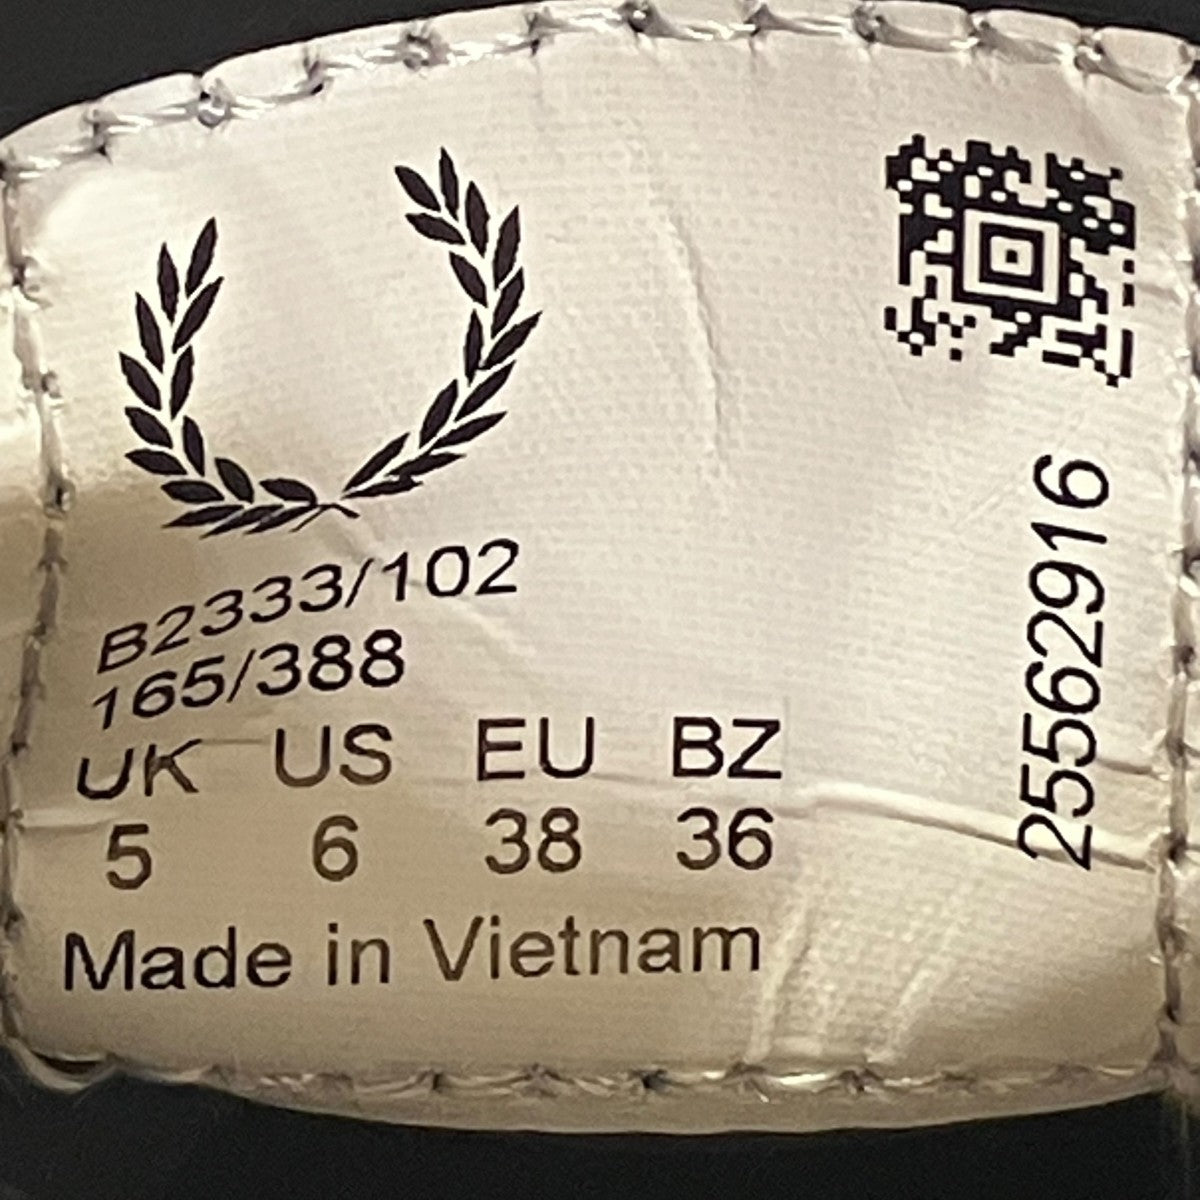 B2333/102
165/388
UK US EU BZ
5 6 38 36
Made in Vietnam
25562916